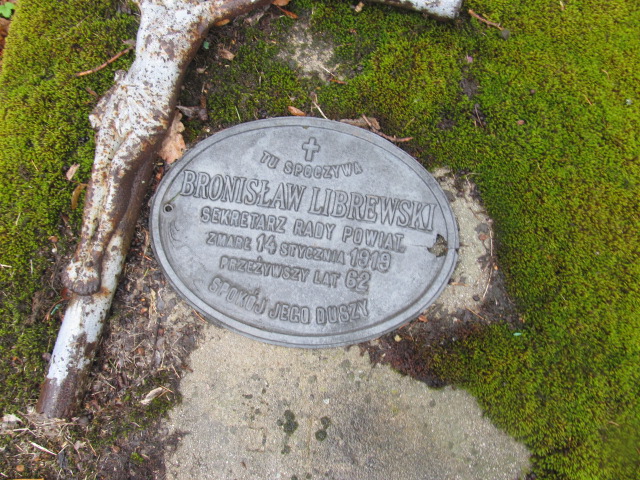 TU SPOCZYWA
BRONISŁAW LIBREWSKI
SEKRETARZ RADY POWIAT.
ZMARŁ 14 STYCZNIA 1919
PRZEŻYWSZY LAT 62
SPOKÓJ JEGO DUSZY